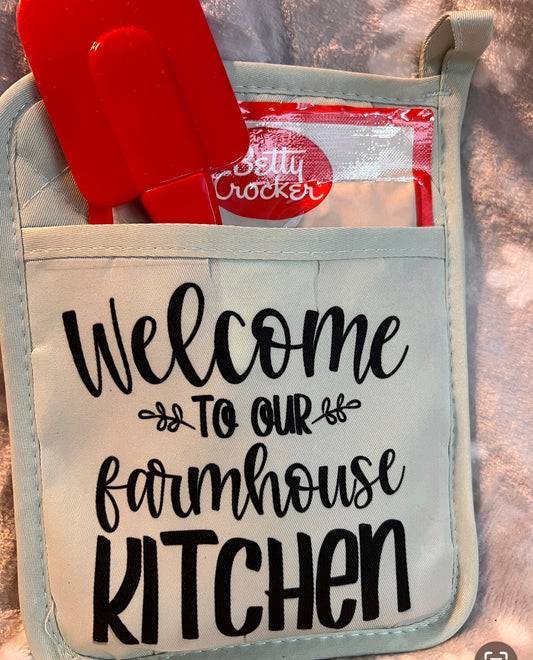 Betty
Crocker
Welcome
TO OUR
farmhouse
KITCHEN